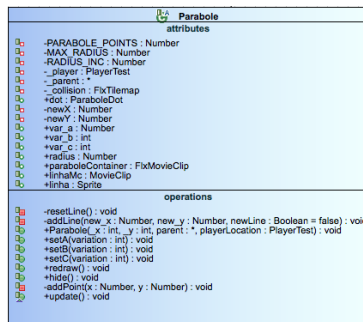 Parabole
attributes
-PARABOLE_POINTS : Number
-MAX_RADIUS : Number
-RADIUS_INC : Number
-_player : PlayerTest
-_parent : *
-_collision : FlxTilemap
+dot : ParaboleDot
-newX : Number
-newY : Number
+var_a : Number
+var_b : int
+var_c : int
+radius : Number
+paraboleContainer : FlxMovieClip
+linhaMc : MovieClip
+linha : Sprite
operations
-resetLine() : void
-addLine(new_x : Number, new_y : Number, newLine : Boolean = false) : void
+Parabole(_x : int, _y : int, parent : *, playerLocation : PlayerTest) : void
+setA(variation : int) : void
+setB(variation : int) : void
+setC(variation : int) : void
+redraw() : void
+hide() : void
-addPoint(x : Number, y : Number) : void
+update() : void